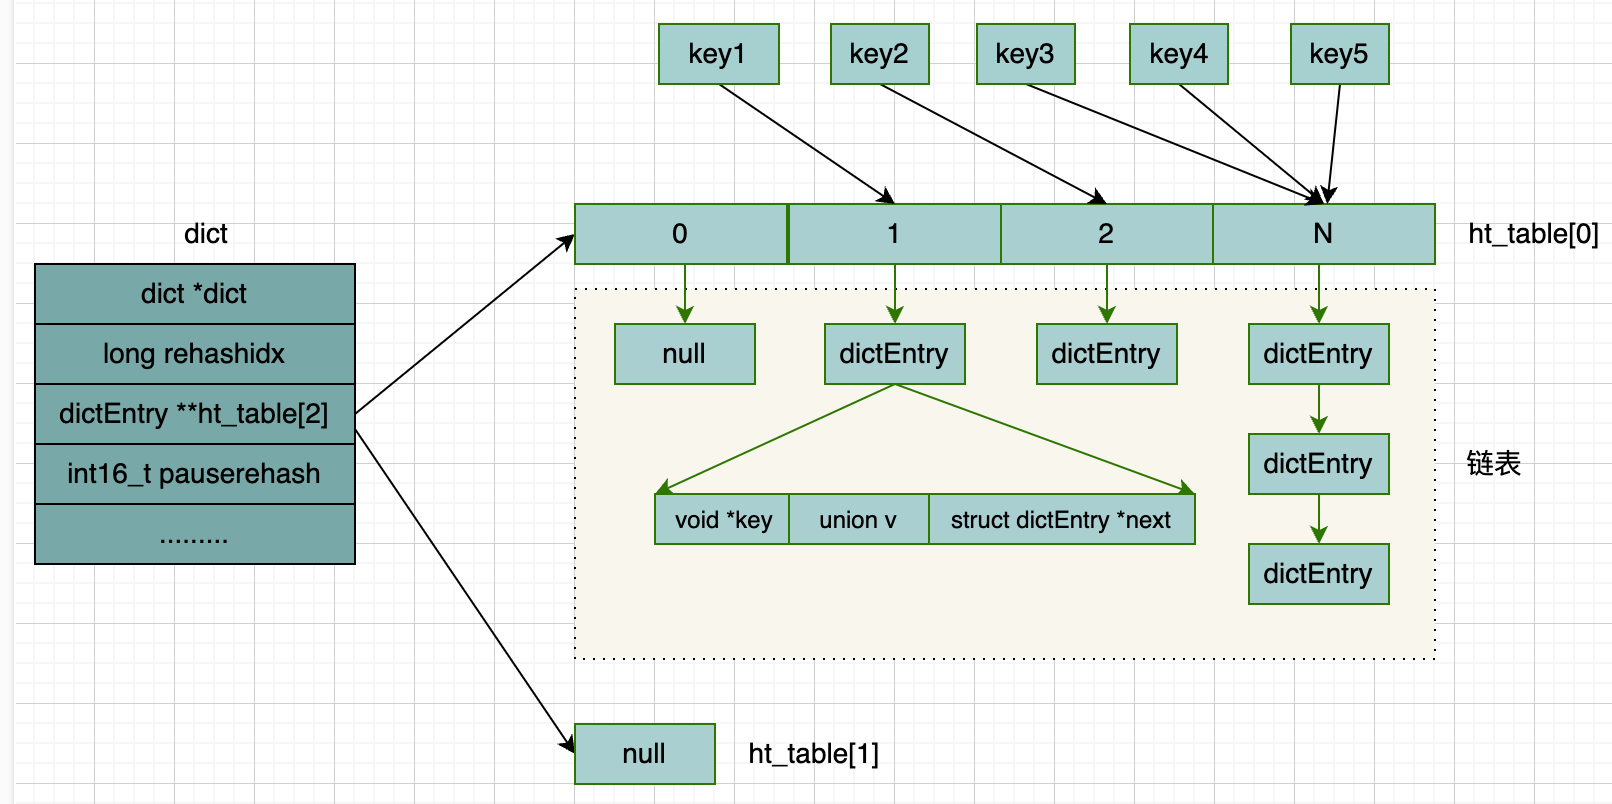 key1
key2
key3
key4
key5
dict
dict *dict
long rehashidx
dictEntry **ht_table[2]
int16_t pauserehash
.........
0
1
2
N
ht_table[0]
null
dictEntry
dictEntry
dictEntry
dictEntry
链表
void *key
union v
struct dictEntry *next
dictEntry
null
ht_table[1]